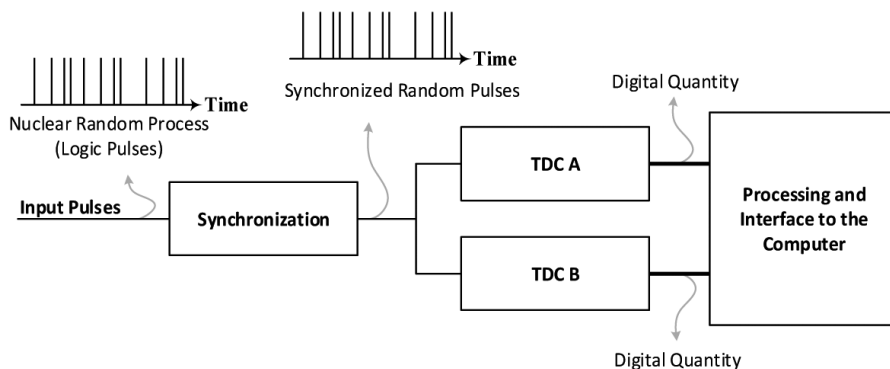 Time
Nuclear Random Process
(Logic Pulses)
Time
Synchronized Random Pulses
Input Pulses
Synchronization
TDC A
TDC B
Digital Quantity
Digital Quantity
Processing and
Interface to the
Computer